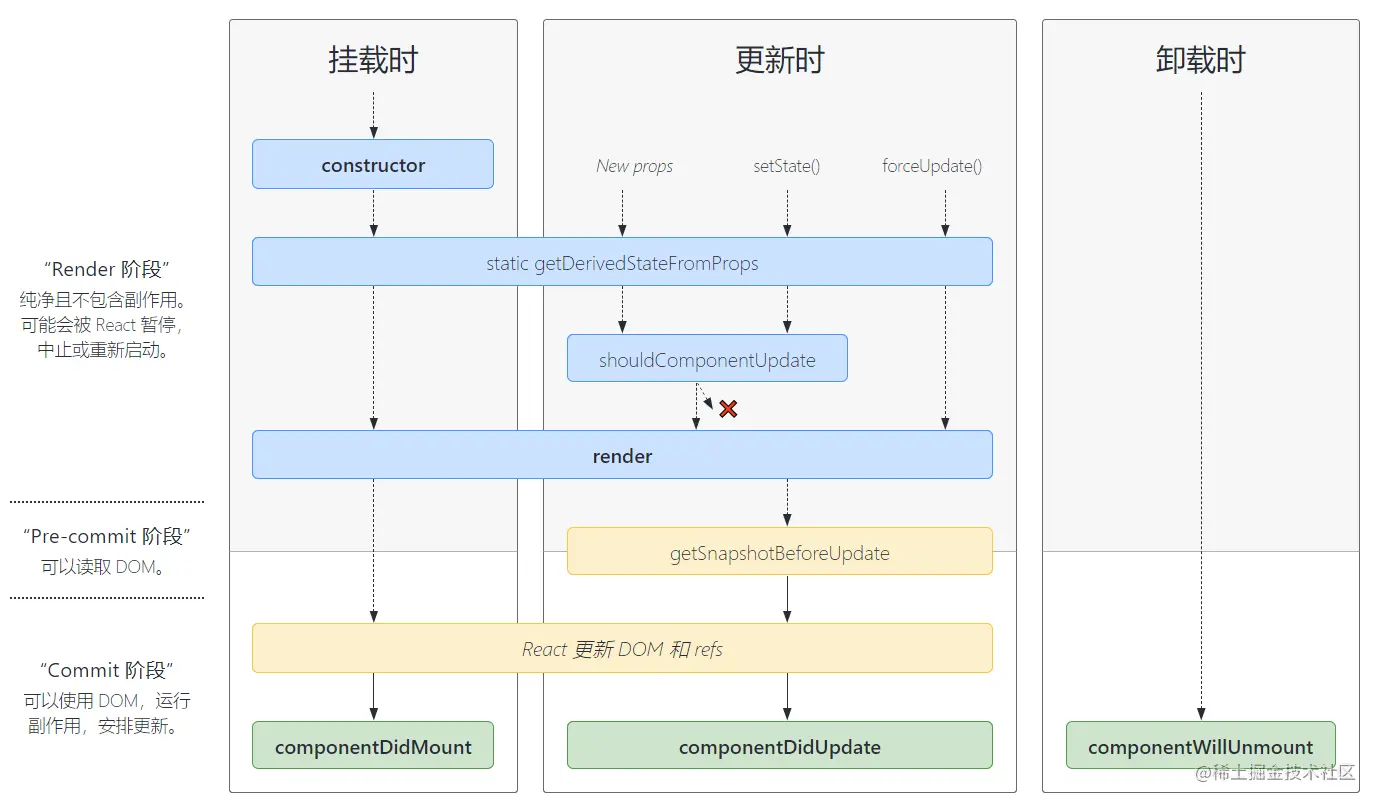 挂载时
更新时
卸载时
constructor
New props
setState()
forceUpdate()
static getDerivedStateFromProps
“Render 阶段”
纯净且不包含副作用。
可能会被 React 暂停，
中止或重新启动。
shouldComponentUpdate
render
“Pre-commit 阶段”
可以读取 DOM。
getSnapshotBeforeUpdate
React 更新 DOM 和 refs
“Commit 阶段”
可以使用 DOM，运行
副作用，安排更新。
componentDidMount
componentDidUpdate
componentWillUnmount
@稀土掘金技术社区